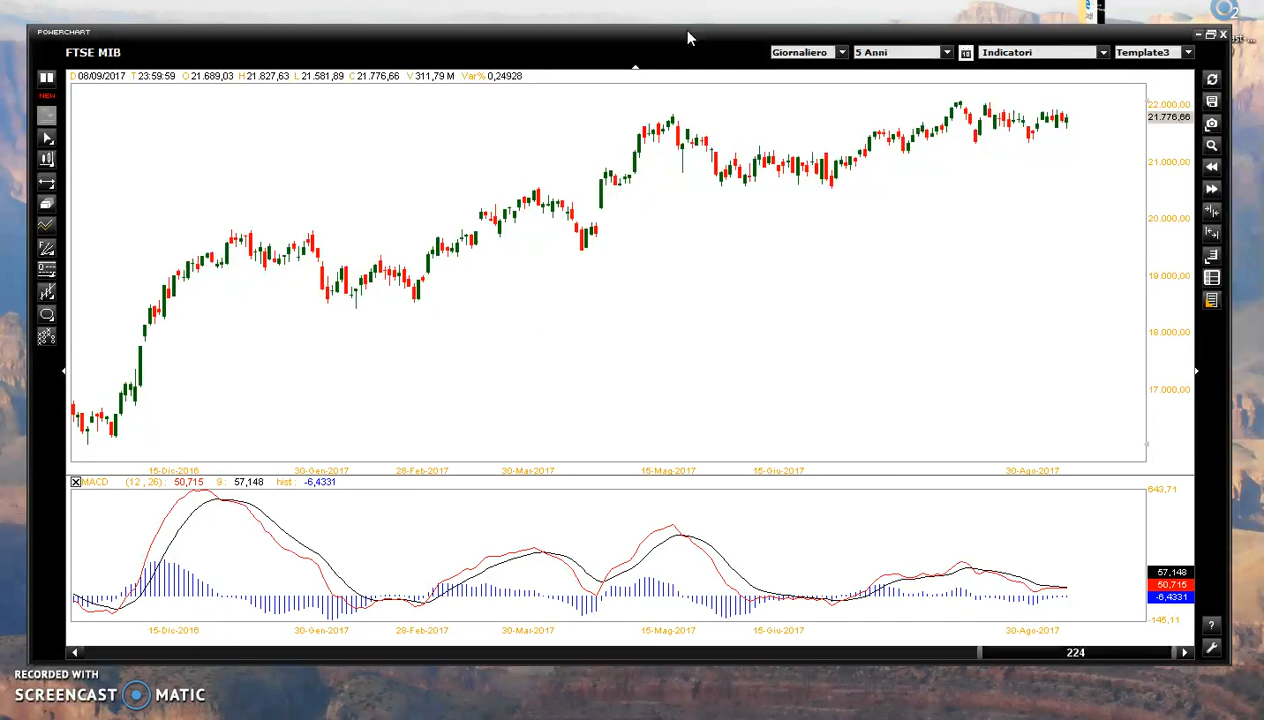 POWERCHART
FTSE MIB
Giornaliero
5 Anni
Indicatori
Template3
D 08/09/2017 T 23:59:59 O 21.689,03 H 21.827,63 L 21.581,89 C 21.776,66 V 311,79 M Var% 0,24928
NEW
22.000,00
21.776,66
21.000,00
20.000,00
19.000,00
18.000,00
17.000,00
15-Dic-2016 30-Gen-2017 28-Feb-2017 30-Mar-2017 15-Mag-2017 15-Giu-2017 30-Ago-2017
MACD (12 , 26) : 50,715 9 : 57,148 hist : -6,4331
643,71
57,148
50,715
-6,4331
-145,11
15-Dic-2016 30-Gen-2017 28-Feb-2017 30-Mar-2017 15-Mag-2017 15-Giu-2017 30-Ago-2017
224
RECORDED WITH
SCREENCAST MATIC